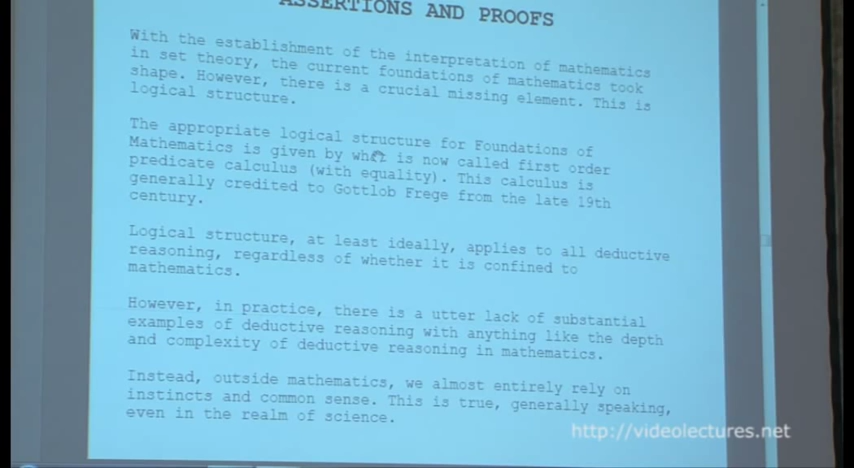 ASSERTIONS AND PROOFS
With the establishment of the interpretation of mathematics
in set theory, the current foundations of mathematics took
shape. However, there is a crucial missing element. This is
logical structure.
The appropriate logical structure for Foundations of
Mathematics is given by what is now called first order
predicate calculus (with equality). This calculus is
generally credited to Gottlob Frege from the late 19th
century.
Logical structure, at least ideally, applies to all deductive
reasoning, regardless of whether it is confined to
mathematics.
However, in practice, there is a utter lack of substantial
examples of deductive reasoning with anything like the depth
and complexity of deductive reasoning in mathematics.
Instead, outside mathematics, we almost entirely rely on
instincts and common sense. This is true, generally speaking,
even in the realm of science.
http://videolectures.net